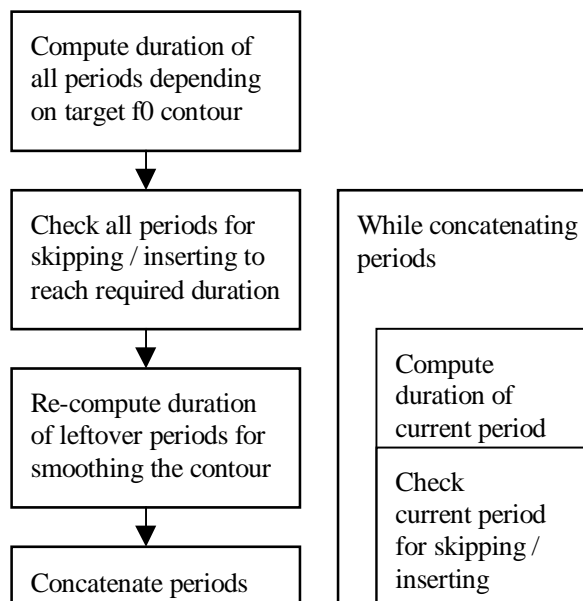 Compute duration of
all periods depending
on target f0 contour
Check all periods for
skipping / inserting to
reach required duration
Re-compute duration
of leftover periods for
smoothing the contour
Concatenate periods
While concatenating
periods
Compute
duration of
current period
Check
current period
for skipping /
inserting